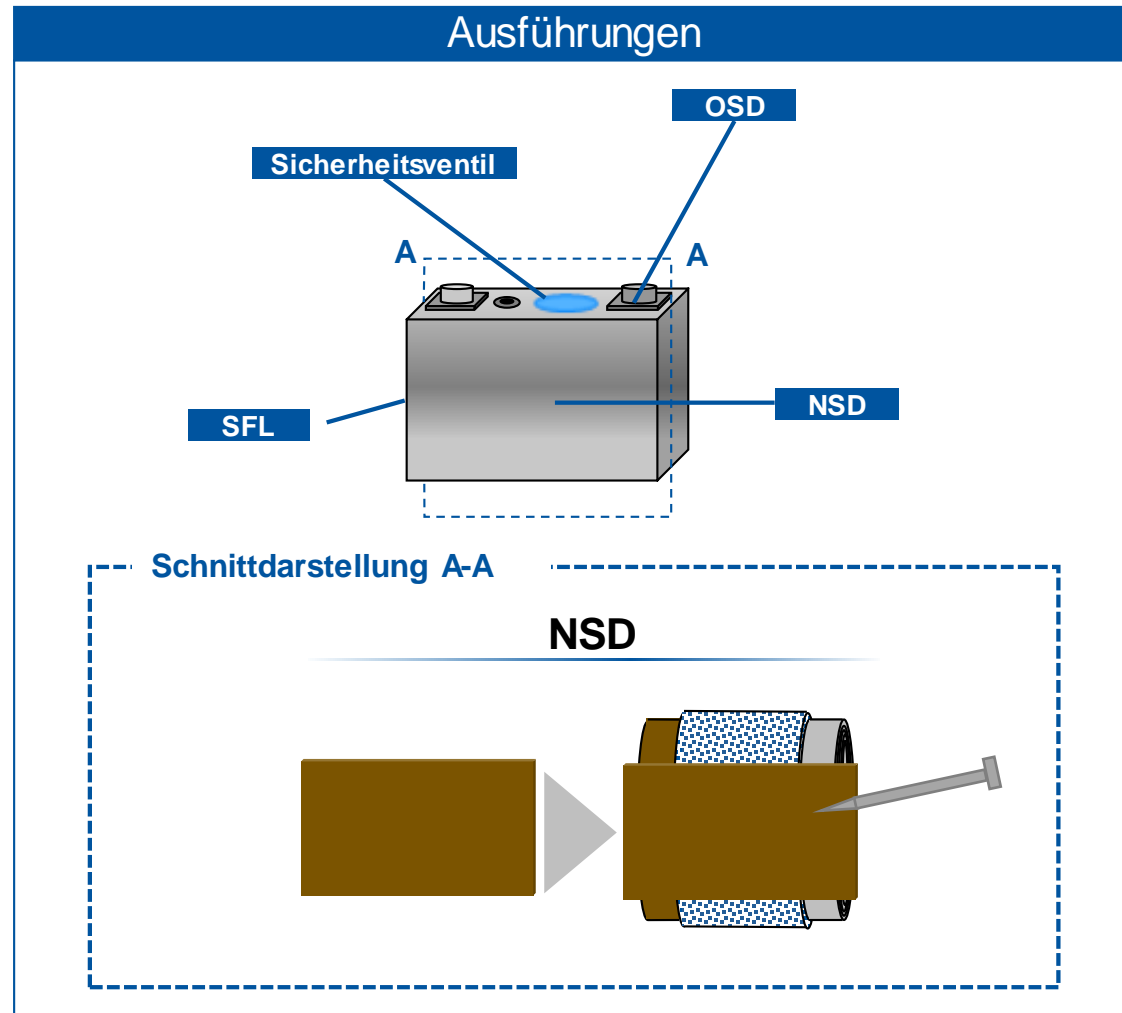 Ausführungen
OSD
Sicherheitsventil
A
A
NSD
SFL
Schnittdarstellung A-A
NSD